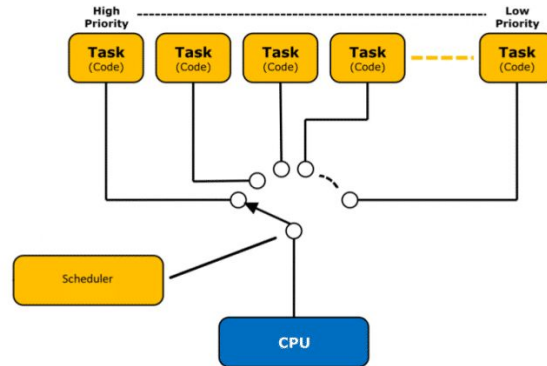 High
Priority
Low
Priority
Task
(Code)
Task
(Code)
Task
(Code)
Task
(Code)
Task
(Code)
Scheduler
CPU